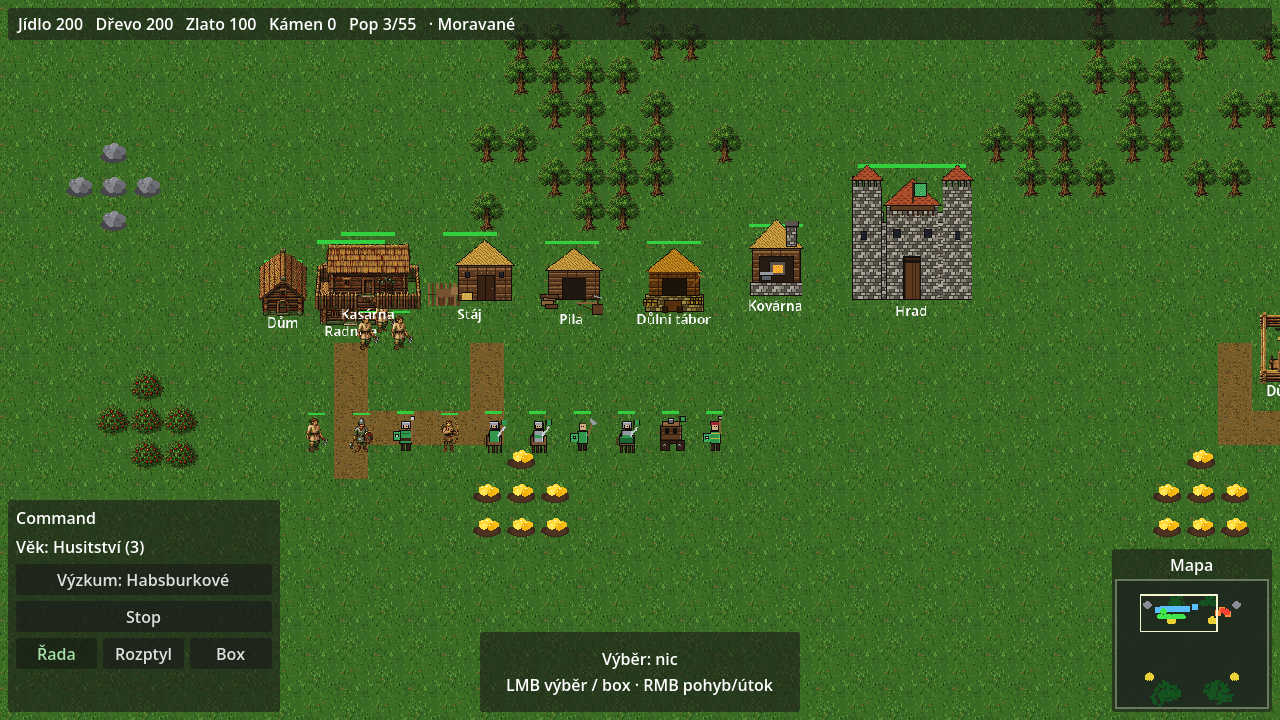 Jídlo 200 Dřevo 200 Zlato 100 Kámen 0 Pop 3/55 · Moravané
Dům
Kasárna
Stáj
Pila
Důlní tábor
Kovárna
Hrad
Command
Věk: Husitství (3)
Výzkum: Habsburkové
Stop
Řada Rozptyl Box
Výběr: nic
LMB výběr / box · RMB pohyb/útok
Mapa